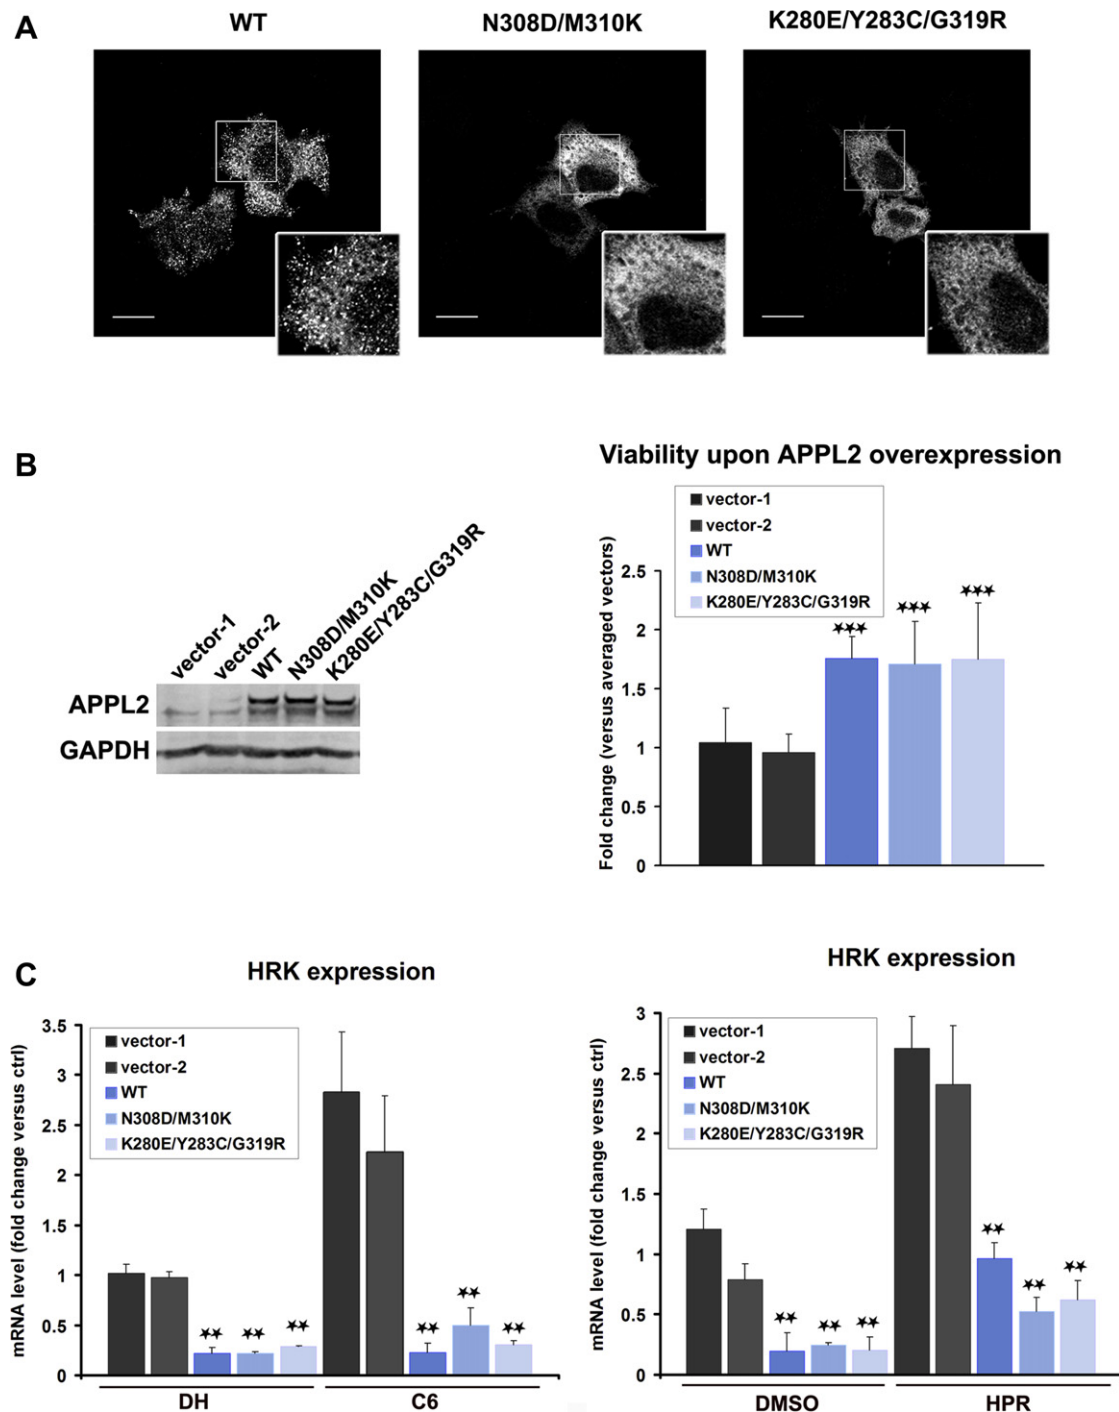 A
WT
N308D/M310K
K280E/Y283C/G319R
B
vector-1
vector-2
WT
N308D/M310K
K280E/Y283C/G319R
APPL2
GAPDH
Viability upon APPL2 overexpression
vector-1
vector-2
WT
N308D/M310K
K280E/Y283C/G319R
Fold change (versus averaged vectors)
2.5
2
1.5
1
0.5
0
★★★
★★★
★★★
C
HRK expression
mRNA level (fold change versus ctrl)
3.5
3
2.5
2
1.5
1
0.5
0
vector-1
vector-2
WT
N308D/M310K
K280E/Y283C/G319R
★★
★★
★★
★★
★★
★★
DH
C6
HRK expression
mRNA level (fold change versus ctrl)
3
2.5
2
1.5
1
0.5
0
vector-1
vector-2
WT
N308D/M310K
K280E/Y283C/G319R
★★
★★
★★
★★
★★
★★
DMSO
HPR